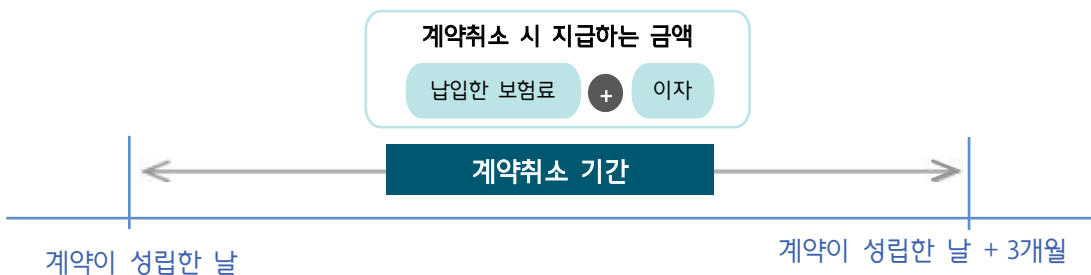 계약취소 시 지급하는 금액
납입한 보험료 + 이자
계약취소 기간
계약이 성립한 날
계약이 성립한 날 + 3개월